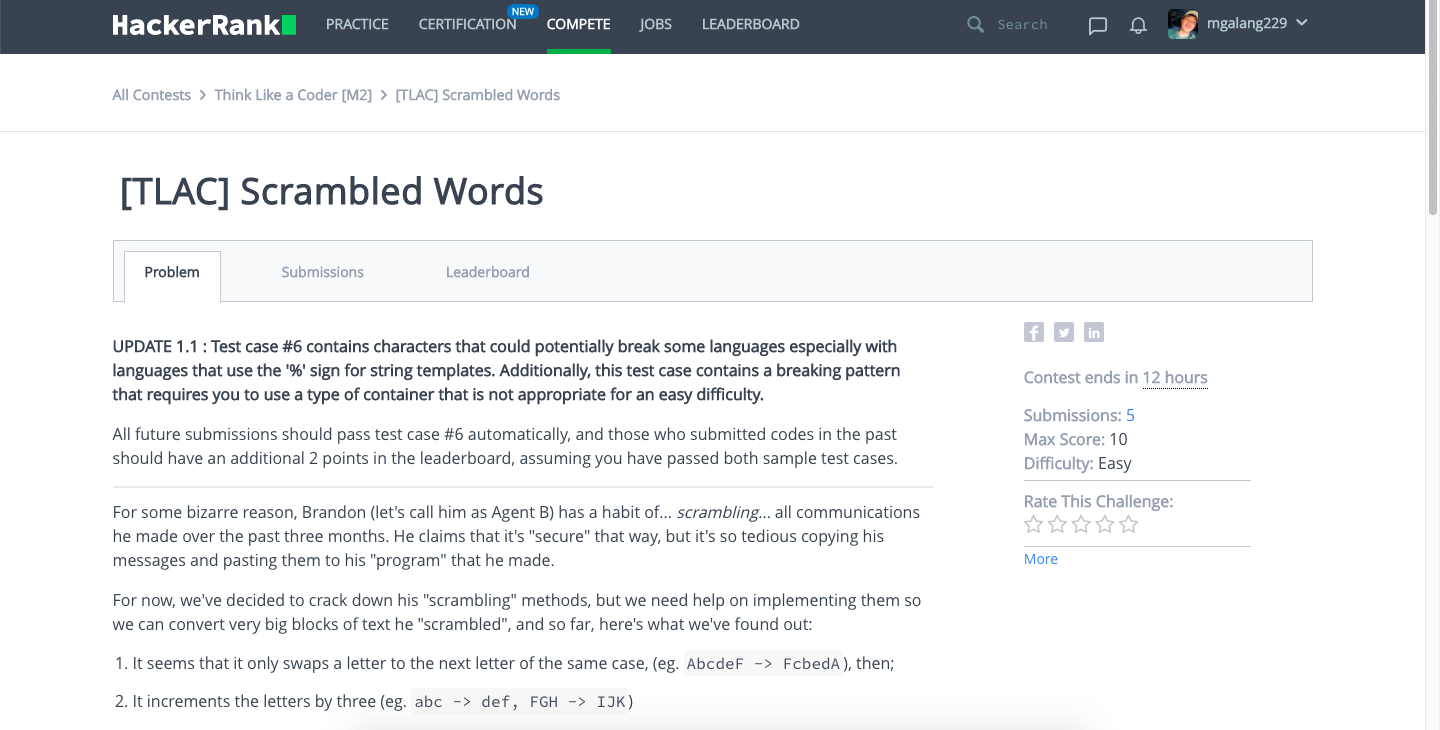 HackerRank
PRACTICE
CERTIFICATION
NEW
COMPETE
JOBS
LEADERBOARD
Search
mgalang229
All Contests > Think Like a Coder [M2] > [TLAC] Scrambled Words
[TLAC] Scrambled Words
Problem
Submissions
Leaderboard
UPDATE 1.1 : Test case #6 contains characters that could potentially break some languages especially with
languages that use the '%' sign for string templates. Additionally, this test case contains a breaking pattern
that requires you to use a type of container that is not appropriate for an easy difficulty.
All future submissions should pass test case #6 automatically, and those who submitted codes in the past
should have an additional 2 points in the leaderboard, assuming you have passed both sample test cases.
For some bizarre reason, Brandon (let's call him as Agent B) has a habit of... scrambling... all communications
he made over the past three months. He claims that it's "secure" that way, but it's so tedious copying his
messages and pasting them to his "program" that he made.
For now, we've decided to crack down his "scrambling" methods, but we need help on implementing them so
we can convert very big blocks of text he "scrambled", and so far, here's what we've found out:
1. It seems that it only swaps a letter to the next letter of the same case, (eg. AbcdeF -> FcbedA), then;
2. It increments the letters by three (eg. abc -> def, FGH -> IJK)
Contest ends in 12 hours
Submissions: 5
Max Score: 10
Difficulty: Easy
Rate This Challenge:
More